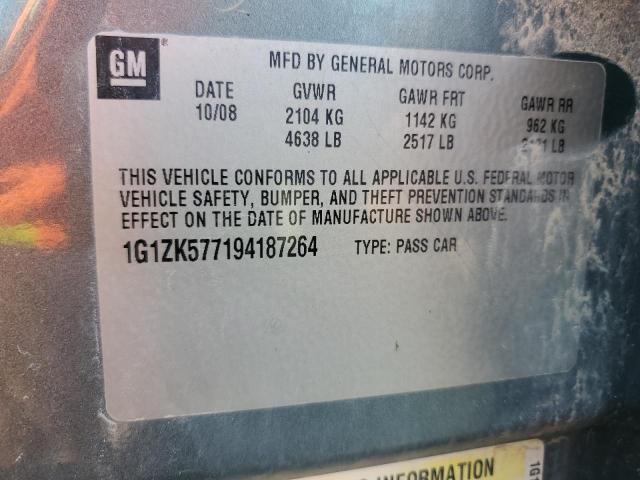 GM
MFD BY GENERAL MOTORS CORP.
DATE GVWR GAWR FRT GAWR RR
10/08 2104 KG 1142 KG 962 KG
4638 LB 2517 LB LB
THIS VEHICLE CONFORMS TO ALL APPLICABLE U.S. FEDERAL MOTOR
VEHICLE SAFETY, BUMPER, AND THEFT PREVENTION STANDARDS IN
EFFECT ON THE DATE OF MANUFACTURE SHOWN ABOVE.
1G1ZK577194187264 TYPE: PASS CAR
INFORMATION
1G1